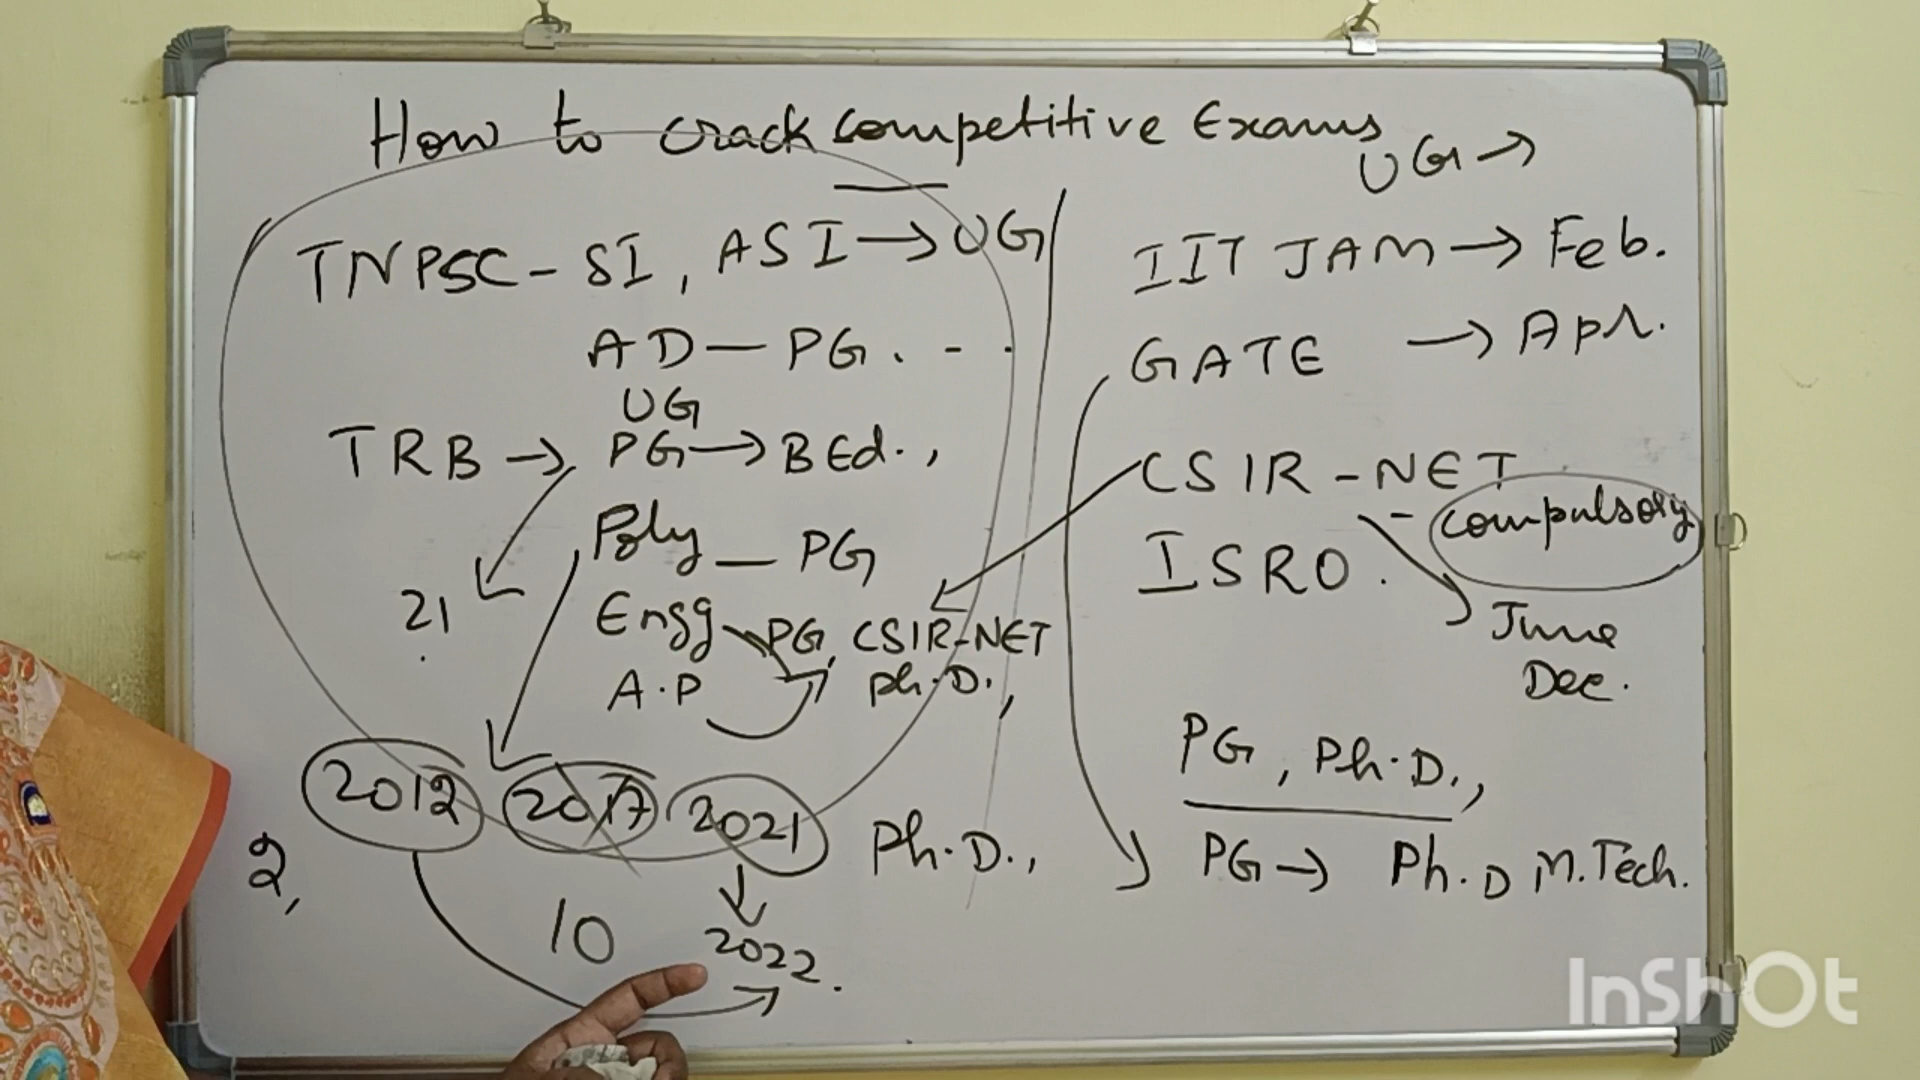 How to crack competitive Exams
UG →
TNPSC - SI, ASI → UG
AD — PG . - .
UG
TRB → PG → BEd.,
Poly — PG
21
Engg PG, CSIR-NET
A.P Ph.D.,
2012 2017 2021 Ph.D.,
2,
10 2022.
IIT JAM → Feb.
GATE → Apr.
CSIR - NET
- compulsory
ISRO.
June
Dec.
PG, Ph.D.,
PG → Ph.D M.Tech.
InShOt